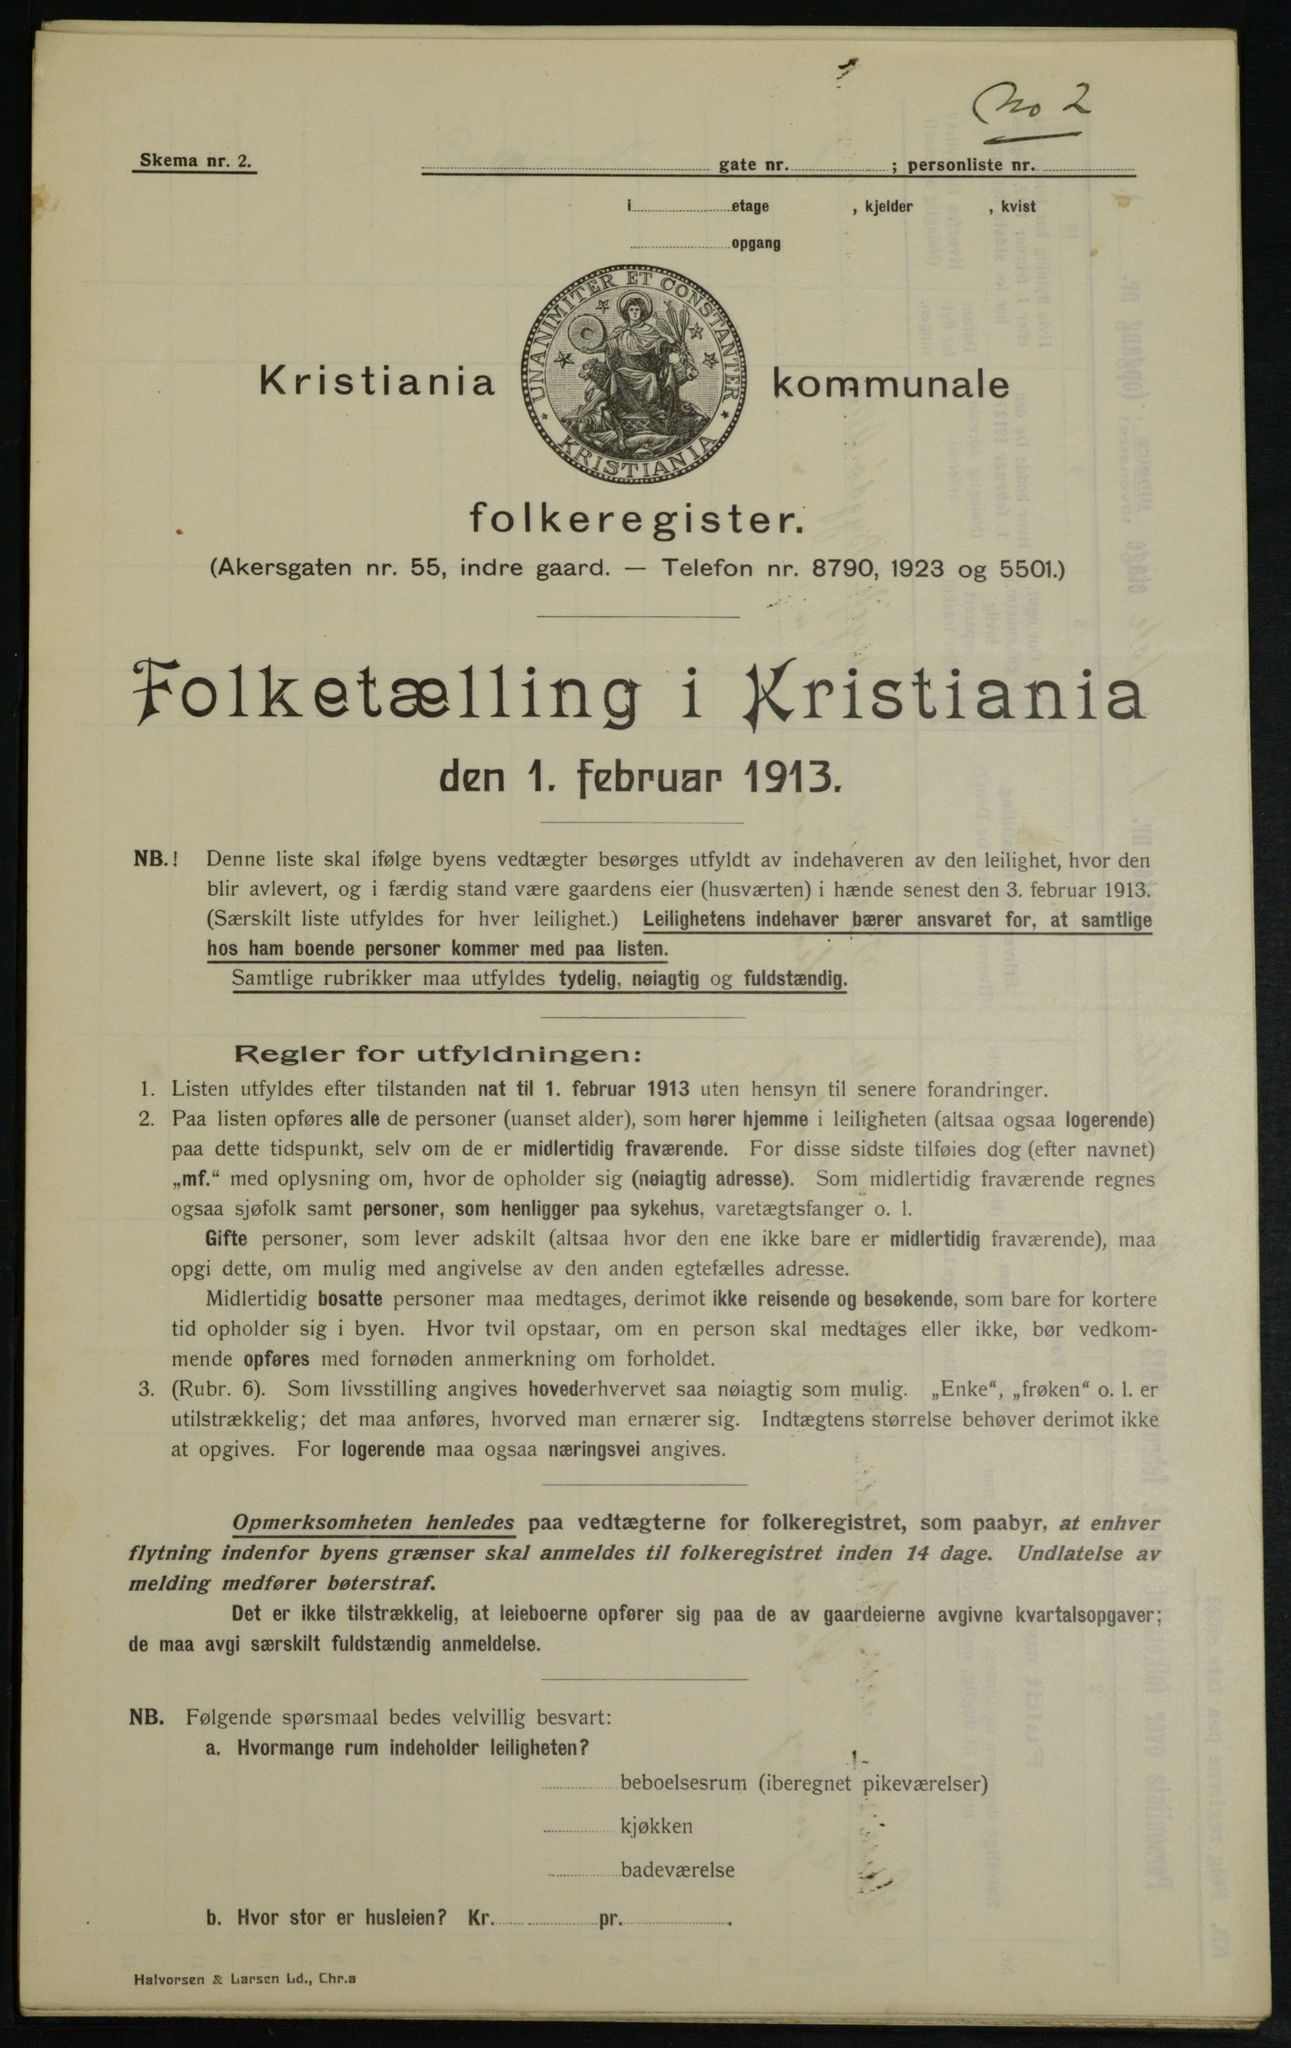 No 2
Skema nr. 2.
gate nr. ; personliste nr.
i etage , kjelder , kvist
opgang
UNANIMITER ET CONSTANTER
KRISTIANIA
Kristiania kommunale
folkeregister.
(Akersgaten nr. 55, indre gaard. — Telefon nr. 8790, 1923 og 5501.)
Folketælling i Kristiania
den 1. februar 1913.
NB.! Denne liste skal ifølge byens vedtægter besørges utfyldt av indehaveren av den leilighet, hvor den
blir avlevert, og i færdig stand være gaardens eier (husværten) i hænde senest den 3. februar 1913.
(Særskilt liste utfyldes for hver leilighet.) Leilighetens indehaver bærer ansvaret for, at samtlige
hos ham boende personer kommer med paa listen.
Samtlige rubrikker maa utfyldes tydelig, nøiagtig og fuldstændig.
Regler for utfyldningen:
1. Listen utfyldes efter tilstanden nat til 1. februar 1913 uten hensyn til senere forandringer.
2. Paa listen opføres alle de personer (uanset alder), som hører hjemme i leiligheten (altsaa ogsaa logerende)
paa dette tidspunkt, selv om de er midlertidig fraværende. For disse sidste tilføies dog (efter navnet)
„mf.“ med oplysning om, hvor de opholder sig (nøiagtig adresse). Som midlertidig fraværende regnes
ogsaa sjøfolk samt personer, som henligger paa sykehus, varetægtsfanger o. l.
Gifte personer, som lever adskilt (altsaa hvor den ene ikke bare er midlertidig fraværende), maa
opgi dette, om mulig med angivelse av den anden egtefælles adresse.
Midlertidig bosatte personer maa medtages, derimot ikke reisende og besøkende, som bare for kortere
tid opholder sig i byen. Hvor tvil opstaar, om en person skal medtages eller ikke, bør vedkom-
mende opføres med fornøden anmerkning om forholdet.
3. (Rubr. 6). Som livsstilling angives hovederhvervet saa nøiagtig som mulig. „Enke“, „frøken“ o. l. er
utilstrækkelig; det maa anføres, hvorved man ernærer sig. Indtægtens størrelse behøver derimot ikke
at opgives. For logerende maa ogsaa næringsvei angives.
Opmerksomheten henledes paa vedtægterne for folkeregistret, som paabyr, at enhver
flytning indenfor byens grænser skal anmeldes til folkeregistret inden 14 dage. Undlatelse av
melding medfører bøterstraf.
Det er ikke tilstrækkelig, at leieboerne opfører sig paa de av gaardeierne avgivne kvartalsopgaver;
de maa avgi særskilt fuldstændig anmeldelse.
NB. Følgende spørsmaal bedes velvillig besvart:
a. Hvormange rum indeholder leiligheten?
beboelsesrum (iberegnet pikeværelser)
kjøkken
badeværelse
b. Hvor stor er husleien? Kr. pr. .
Halvorsen & Larsen Ld., Chr.a